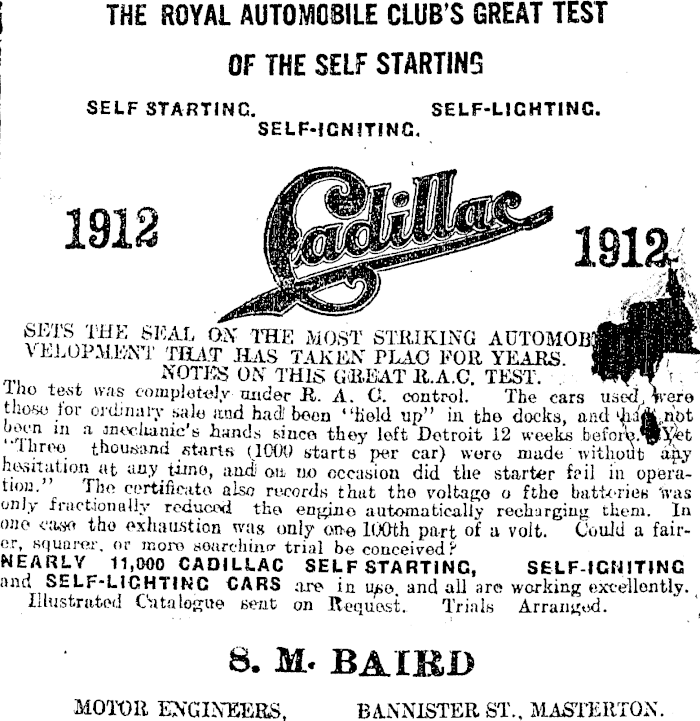 THE ROYAL AUTOMOBILE CLUB'S GREAT TEST
OF THE SELF STARTING
SELF STARTING. SELF-LIGHTING.
SELF-IGNITING.
1912 Cadillac 1912
SETS THE SEAL ON THE MOST STRIKING AUTOMOB
VELOPMENT THAT HAS TAKEN PLAC FOR YEARS.
NOTES ON THIS GREAT R.A.C. TEST.
The test was completely under R. A. C. control. The cars used were
those for ordinary sale and had been "held up" in the docks, and had not
been in a mechanic's hands since they left Detroit 12 weeks before. Yet
"Three thousand starts (1000 starts per car) were made without any
hesitation at any time, and on no occasion did the starter fail in opera-
tion." The certificate also records that the voltage o fthe batteries was
only fractionally reduced the engine automatically recharging them. In
one case the exhaustion was only one 100th part of a volt. Could a fair-
er, squarer, or more searching trial be conceived?
NEARLY 11,000 CADILLAC SELF STARTING, SELF-IGNITING
and SELF-LIGHTING CARS are in use, and all are working excellently.
Illustrated Catalogue sent on Request. Trials Arranged.
S. M. BAIRD
MOTOR ENGINEERS, BANNISTER ST., MASTERTON.